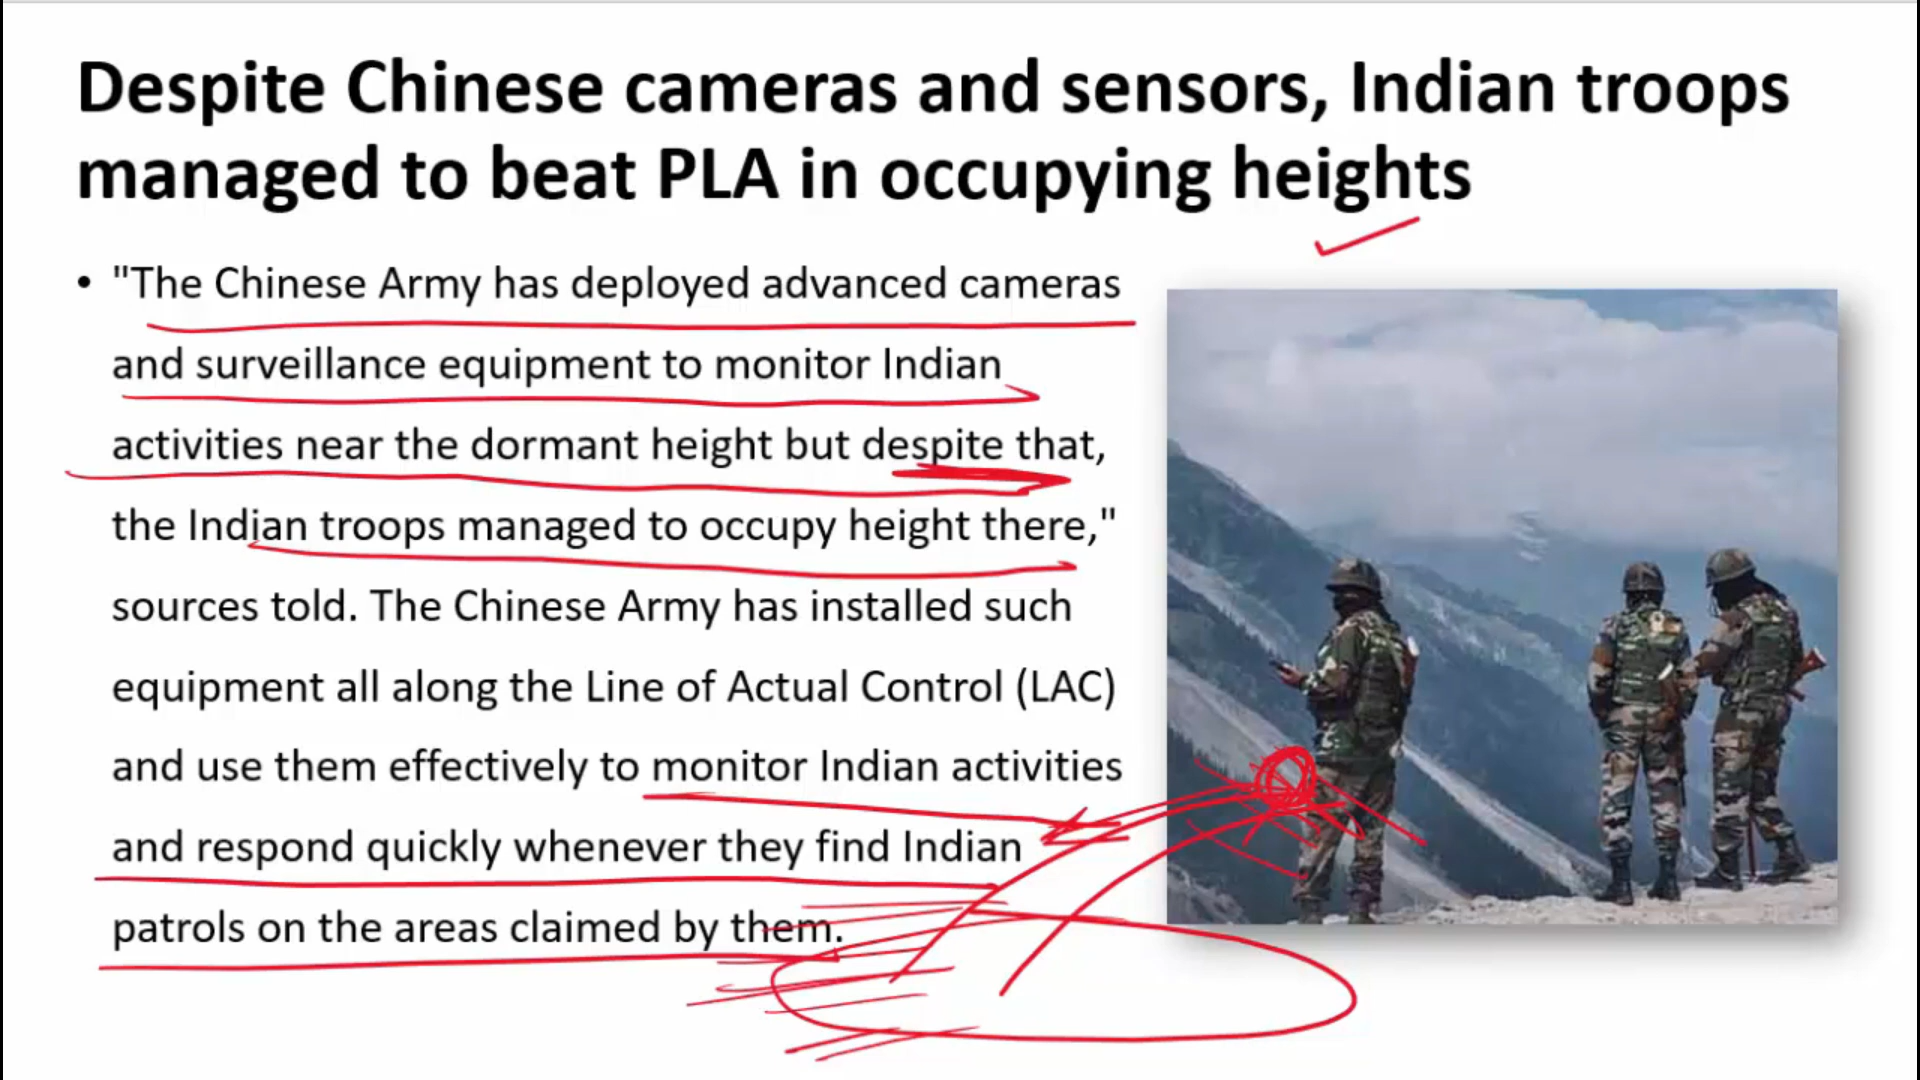 Despite Chinese cameras and sensors, Indian troops
managed to beat PLA in occupying heights
• "The Chinese Army has deployed advanced cameras
and surveillance equipment to monitor Indian
activities near the dormant height but despite that,
the Indian troops managed to occupy height there,"
sources told. The Chinese Army has installed such
equipment all along the Line of Actual Control (LAC)
and use them effectively to monitor Indian activities
and respond quickly whenever they find Indian
patrols on the areas claimed by them.